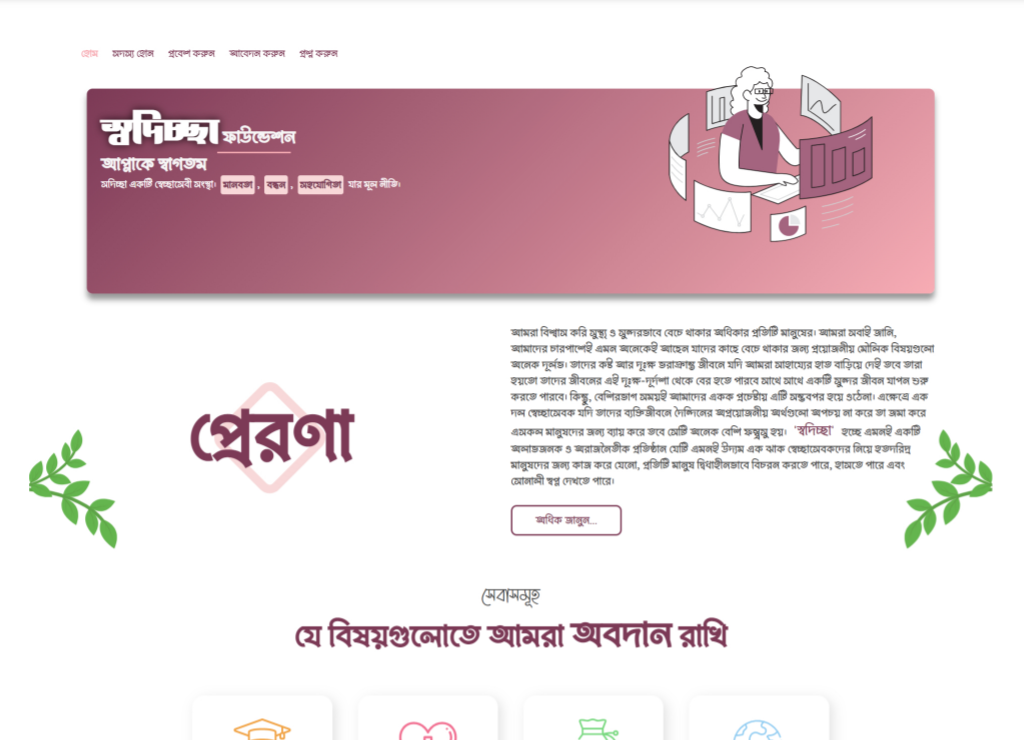 হোম সদস্য হোন প্রবেশ করুন আবেদন করুন প্রশ্ন করুন
স্বদিচ্ছা ফাউন্ডেশন
আপ্নাকে স্বাগতম
সদিচ্ছা একটি স্বেচ্ছাসেবী সংস্থা। মানবতা , বন্ধন , সহযোগিতা যার মূল নীতি।
আমরা বিশ্বাস করি সুস্থ্য ও সুন্দরভাবে বেচে থাকার অধিকার প্রতিটি মানুষের। আমরা সবাই জানি,
আমাদের চারপাশেই এমন অনেকেই আছেন যাদের কাছে বেচে থাকার জন্য প্রয়োজনীয় মৌলিক বিষয়গুলো
অনেক দূর্লভ। তাদের কষ্ট আর দূঃক্ষ ভরাক্রান্ত জীবনে যদি আমরা সাহায্যের হাত বাড়িয়ে দেই তবে তারা
হয়তো তাদের জীবনের এই দূঃক্ষ-দূর্দশা থেকে বের হতে পারবে সাথে সাথে একটি সুন্দর জীবন যাপন শুরু
করতে পারবে। কিন্তু, বেশিরভাগ সময়ই আমাদের একক প্রচেষ্টায় এটি অসম্ভবপর হয়ে ওঠেনা। এক্ষেত্রে এক
দল স্বেচ্ছাসেবক যদি তাদের ব্যক্তিজীবনে দৈনন্দিনের অপ্রয়োজনীয় অর্থগুলো অপচয় না করে তা জমা করে
এসকল মানুষদের জন্য ব্যায় করে তবে সেটি অনেক বেশি ফলপ্রসু হয়। "স্বদিচ্ছা" হচ্ছে এমনই একটি
অলাভজনক ও অরাজনৈতীক প্রতিষ্ঠান যেটি এমনই উদ্যম এক ঝাক স্বেচ্ছাসেবকদের নিয়ে হতদরিদ্র
মানুষদের জন্য কাজ করে যেনো, প্রতিটি মানুষ দ্বিধাহীনভাবে বিচরন করতে পারে, হাসতে পারে এবং
সোনালী স্বপ্ন দেখতে পারে।
প্রেরণা
অধিক জানুন...
সেবাসমূহ
যে বিষয়গুলোতে আমরা অবদান রাখি